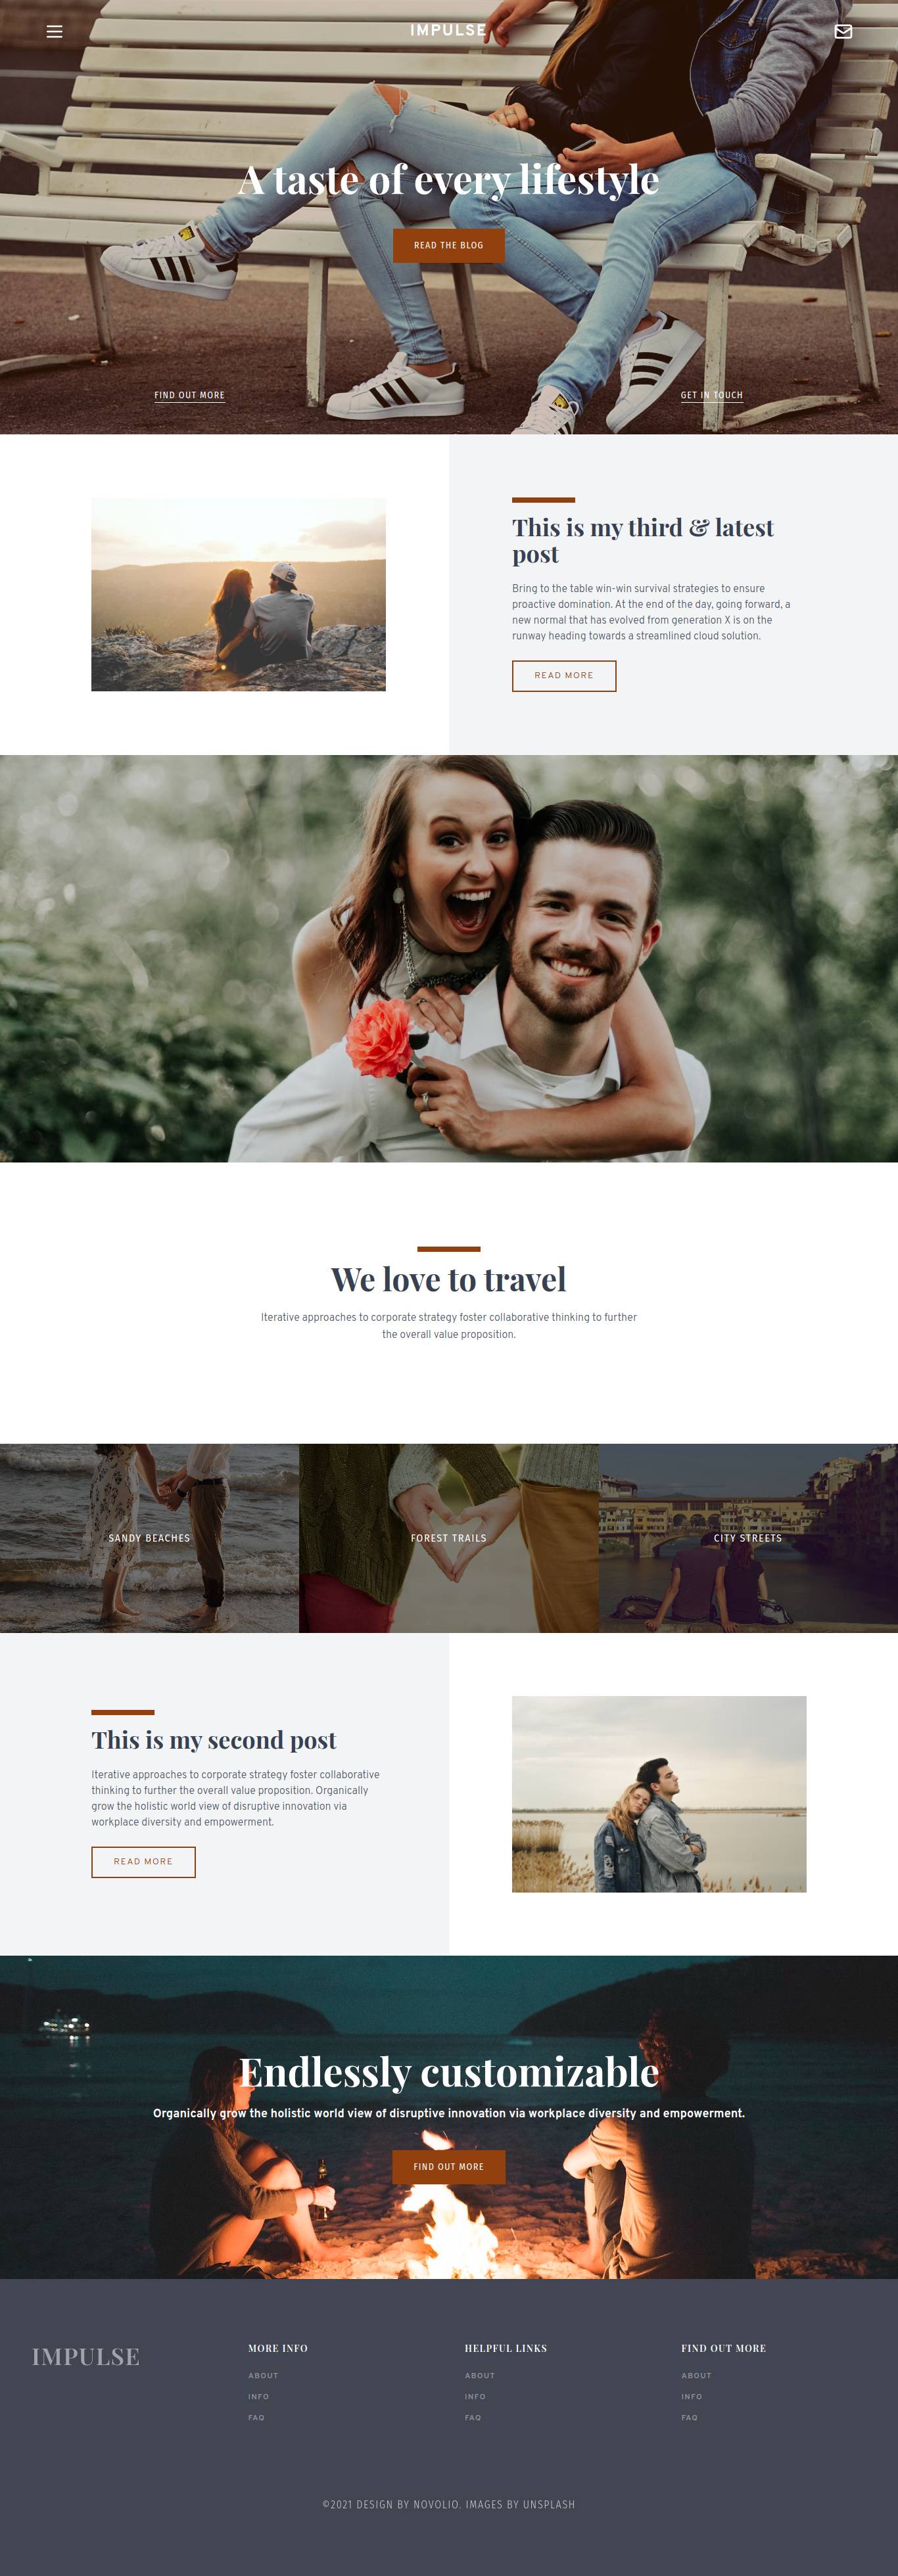 IMPULSE
A taste of every lifestyle
READ THE BLOG
FIND OUT MORE
GET IN TOUCH
This is my third & latest
post
Bring to the table win-win survival strategies to ensure
proactive domination. At the end of the day, going forward, a
new normal that has evolved from generation X is on the
runway heading towards a streamlined cloud solution.
READ MORE
We love to travel
Iterative approaches to corporate strategy foster collaborative thinking to further
the overall value proposition.
SANDY BEACHES
FOREST TRAILS
CITY STREETS
This is my second post
Iterative approaches to corporate strategy foster collaborative
thinking to further the overall value proposition. Organically
grow the holistic world view of disruptive innovation via
workplace diversity and empowerment.
READ MORE
Endlessly customizable
Organically grow the holistic world view of disruptive innovation via workplace diversity and empowerment.
FIND OUT MORE
IMPULSE
MORE INFO
ABOUT
INFO
FAQ
HELPFUL LINKS
ABOUT
INFO
FAQ
FIND OUT MORE
ABOUT
INFO
FAQ
©2021 DESIGN BY NOVOLIO. IMAGES BY UNSPLASH